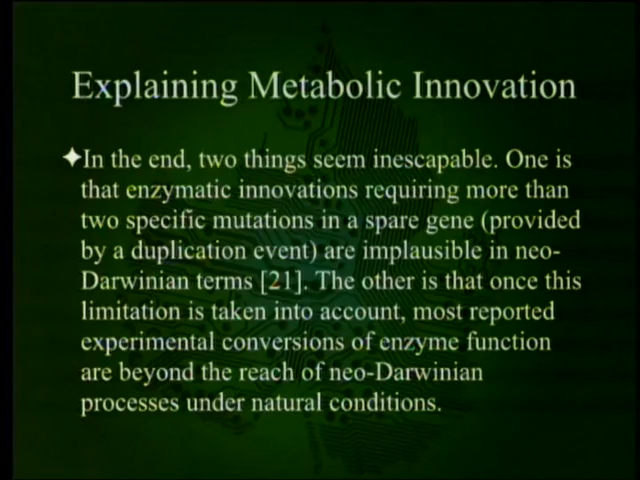 Explaining Metabolic Innovation
✦In the end, two things seem inescapable. One is
that enzymatic innovations requiring more than
two specific mutations in a spare gene (provided
by a duplication event) are implausible in neo-
Darwinian terms [21]. The other is that once this
limitation is taken into account, most reported
experimental conversions of enzyme function
are beyond the reach of neo-Darwinian
processes under natural conditions.